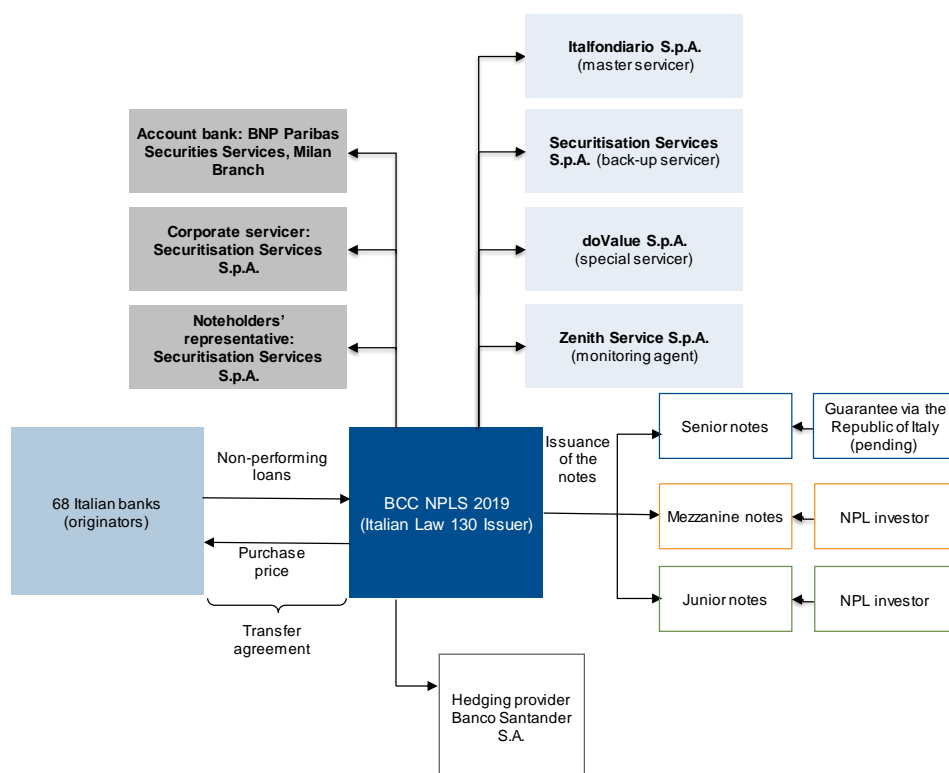 Italfondiario S.p.A.
(master servicer)
Account bank: BNP Paribas
Securities Services, Milan
Branch
Securitisation Services
S.p.A. (back-up servicer)
Corporate servicer:
Securitisation Services
S.p.A.
doValue S.p.A.
(special servicer)
Noteholders’
representative:
Securitisation Services
S.p.A.
Zenith Service S.p.A.
(monitoring agent)
68 Italian banks
(originators)
Non-performing
loans
Purchase
price
Transfer
agreement
BCC NPLS 2019
(Italian Law 130 Issuer)
Issuance
of the
notes
Senior notes
Guarantee via the
Republic of Italy
(pending)
Mezzanine notes
NPL investor
Junior notes
NPL investor
Hedging provider
Banco Santander
S.A.